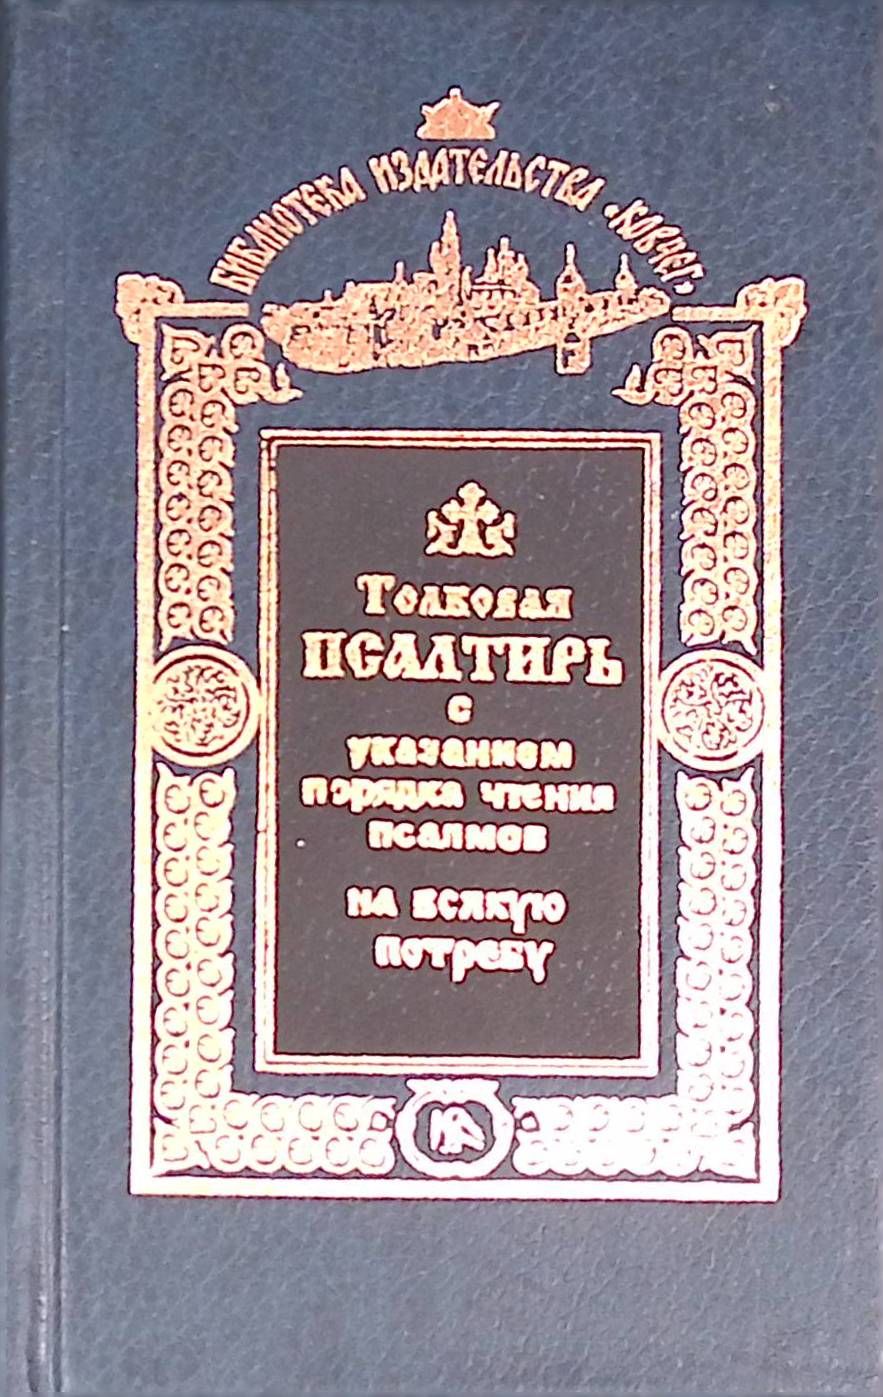 БИБЛИОТЕКА ИЗДАТЕЛЬСТВА «КОВЧЕГ»
Толковая
ПСАЛТИРЬ
с
указанием
порядка чтения
псалмов
на всякую
потребу